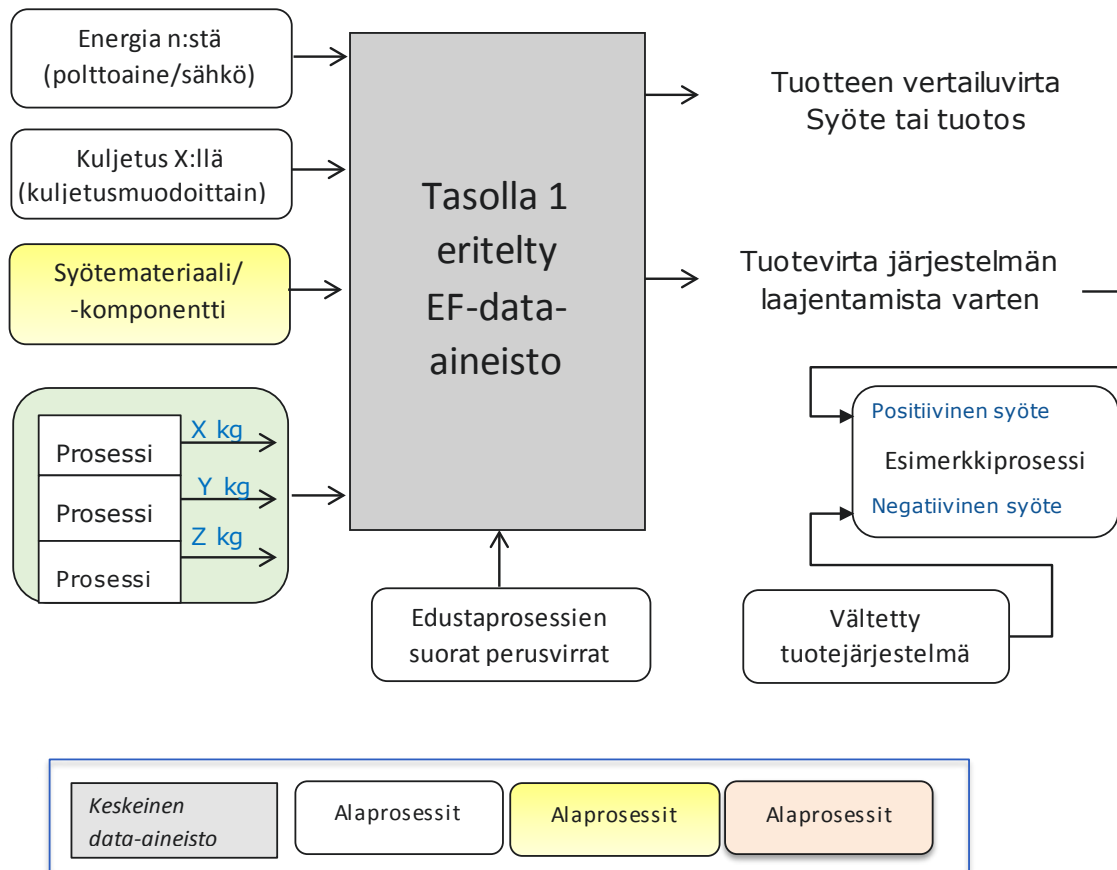 Energia n:stä
(polttoaine/sähkö)
Kuljetus X:llä
(kuljetusmuodoittain)
Syötemateriaali/
-komponentti
X kg
Prosessi
Y kg
Prosessi
Z kg
Prosessi
Tasolla 1
eritelty
EF-data-
aineisto
Edustaprosessien
suorat perusvirrat
Tuotteen vertailuvirta
Syöte tai tuotos
Tuotevirta järjestelmän
laajentamista varten
Positiivinen syöte
Esimerkkiprosessi
Negatiivinen syöte
Vältetty
tuotejärjestelmä
Keskeinen
data-aineisto
Alaprosessit
Alaprosessit
Alaprosessit